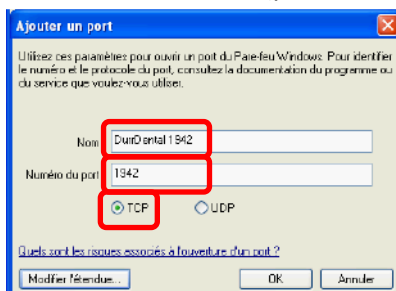 Ajouter un port
Utilisez ces paramètres pour ouvrir un port du Pare-feu Windows. Pour identifier
le numéro et le protocole du port, consultez la documentation du programme ou
du service que voulez-vous utiliser.
Nom
DurrDental 1942
Numéro du port
1942
TCP
UDP
Quels sont les risques associés à l'ouverture d'un port ?
Modifier l'étendue...
OK
Annuler